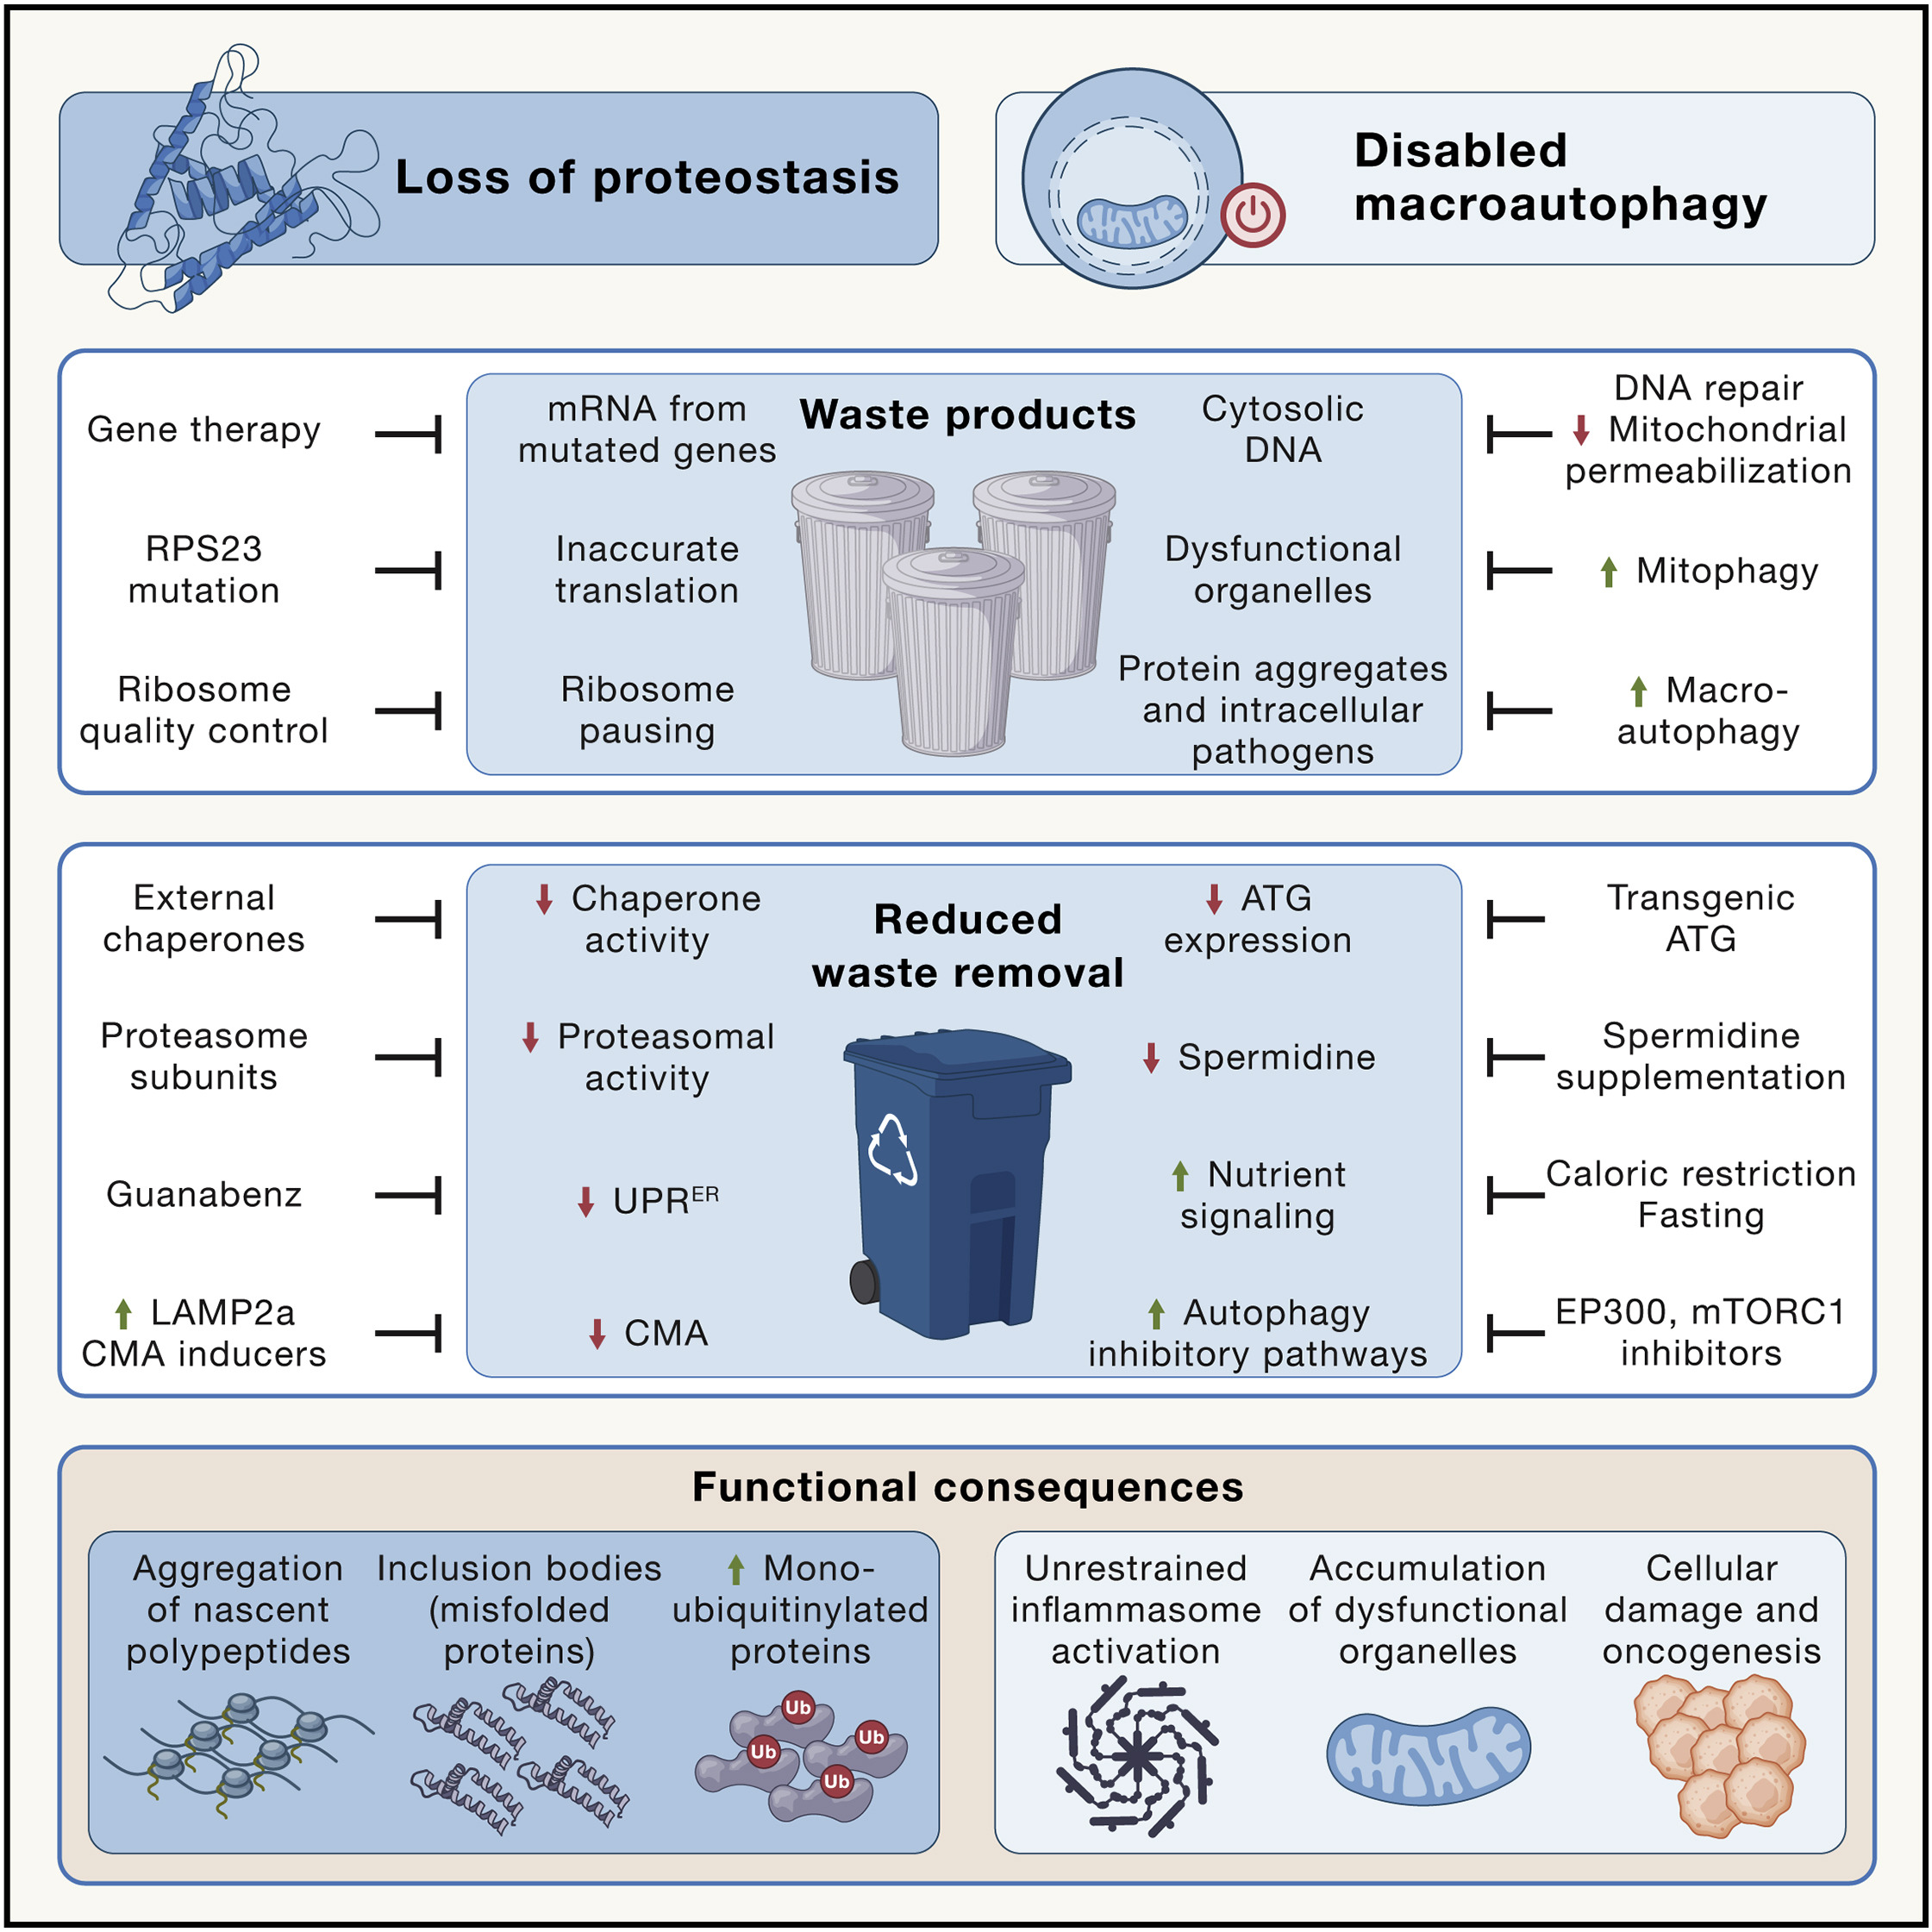 Loss of proteostasis
Disabled
macroautophagy
Waste products
Gene therapy
mRNA from
mutated genes
Cytosolic
DNA
DNA repair
↓ Mitochondrial
permeabilization
RPS23
mutation
Inaccurate
translation
Dysfunctional
organelles
↑ Mitophagy
Ribosome
quality control
Ribosome
pausing
Protein aggregates
and intracellular
pathogens
↑ Macro-
autophagy
Reduced
waste removal
External
chaperones
↓ Chaperone
activity
↓ ATG
expression
Transgenic
ATG
Proteasome
subunits
↓ Proteasomal
activity
↓ Spermidine
Spermidine
supplementation
Guanabenz
↓ UPRᴱᴿ
↑ Nutrient
signaling
Caloric restriction
Fasting
↑ LAMP2a
CMA inducers
↓ CMA
↑ Autophagy
inhibitory pathways
EP300, mTORC1
inhibitors
Functional consequences
Aggregation
of nascent
polypeptides
Inclusion bodies
(misfolded
proteins)
↑ Mono-
ubiquitinylated
proteins
Ub
Ub
Ub
Ub
Unrestrained
inflammasome
activation
Accumulation
of dysfunctional
organelles
Cellular
damage and
oncogenesis